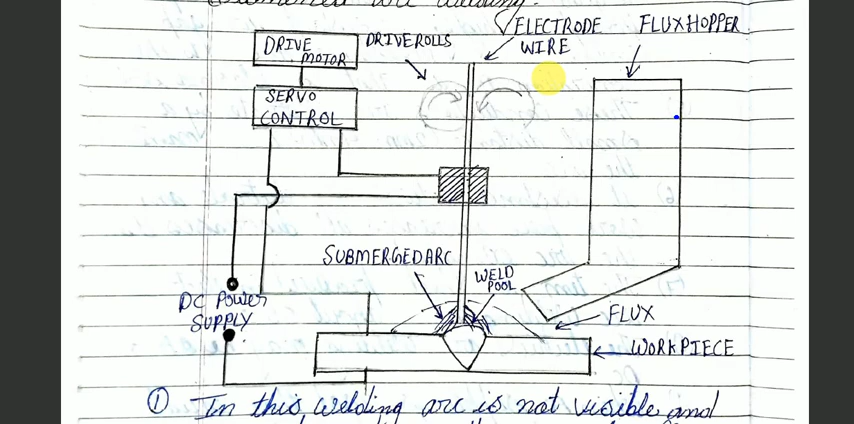 welding.
DRIVE
MOTOR
DRIVE ROLLS
ELECTRODE
WIRE
FLUX HOPPER
SERVO
CONTROL
SUBMERGED ARC
WELD
POOL
DC POWER
SUPPLY
FLUX
WORKPIECE
① In this, welding arc is not visible and